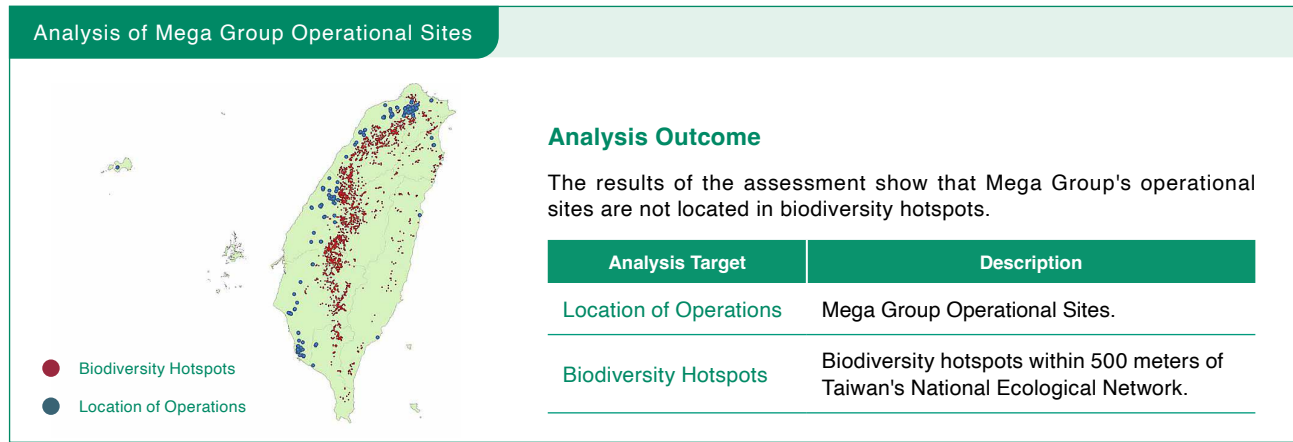 Analysis of Mega Group Operational Sites
Analysis Outcome
The results of the assessment show that Mega Group's operational
sites are not located in biodiversity hotspots.
Analysis Target
Description
Location of Operations
Mega Group Operational Sites.
Biodiversity Hotspots
Biodiversity hotspots within 500 meters of
Taiwan's National Ecological Network.
Biodiversity Hotspots
Location of Operations